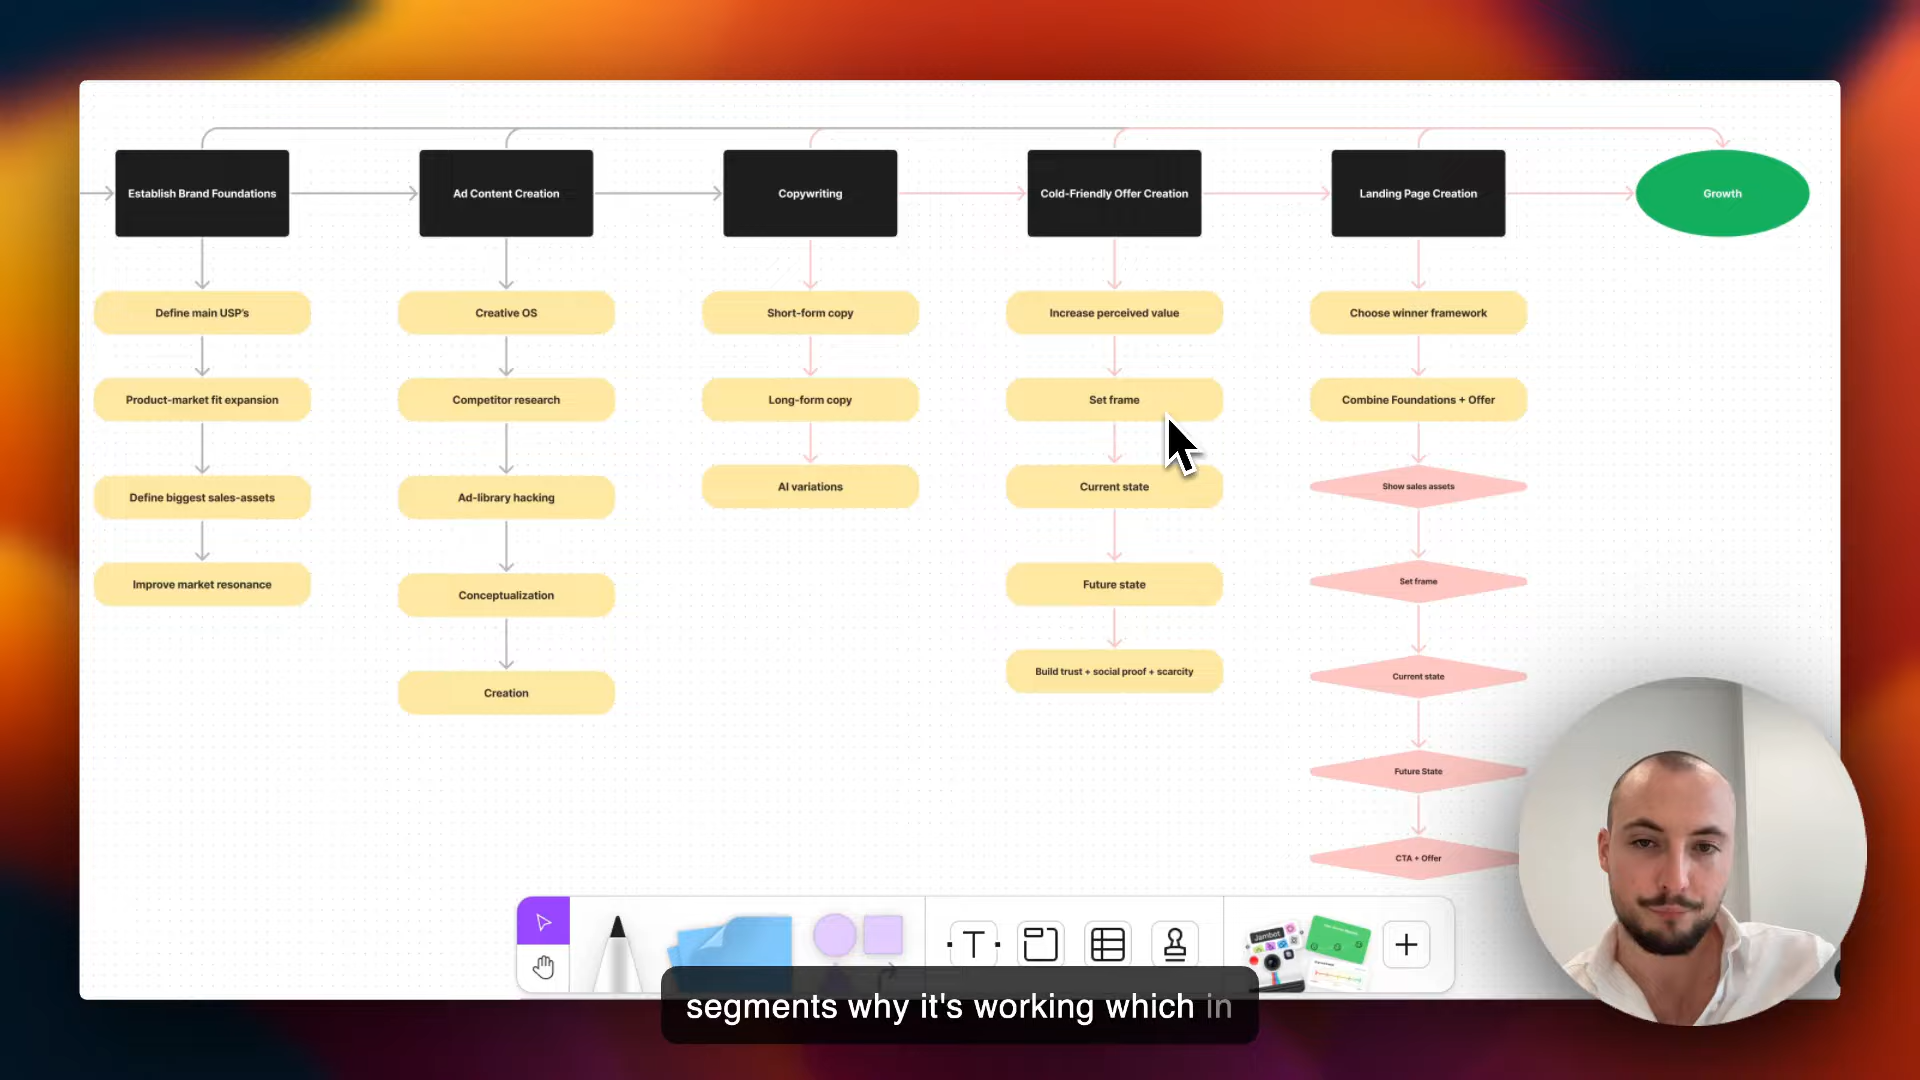 Establish Brand Foundations
Ad Content Creation
Copywriting
Cold-Friendly Offer Creation
Landing Page Creation
Growth
Define main USP's
Product-market fit expansion
Define biggest sales-assets
Improve market resonance
Creative OS
Competitor research
Ad-library hacking
Conceptualization
Creation
Short-form copy
Long-form copy
AI variations
Increase perceived value
Set frame
Current state
Future state
Build trust + social proof + scarcity
Choose winner framework
Combine Foundations + Offer
Show sales assets
Set frame
Current state
Future State
CTA + Offer
T
Jambot
segments why it's working which in